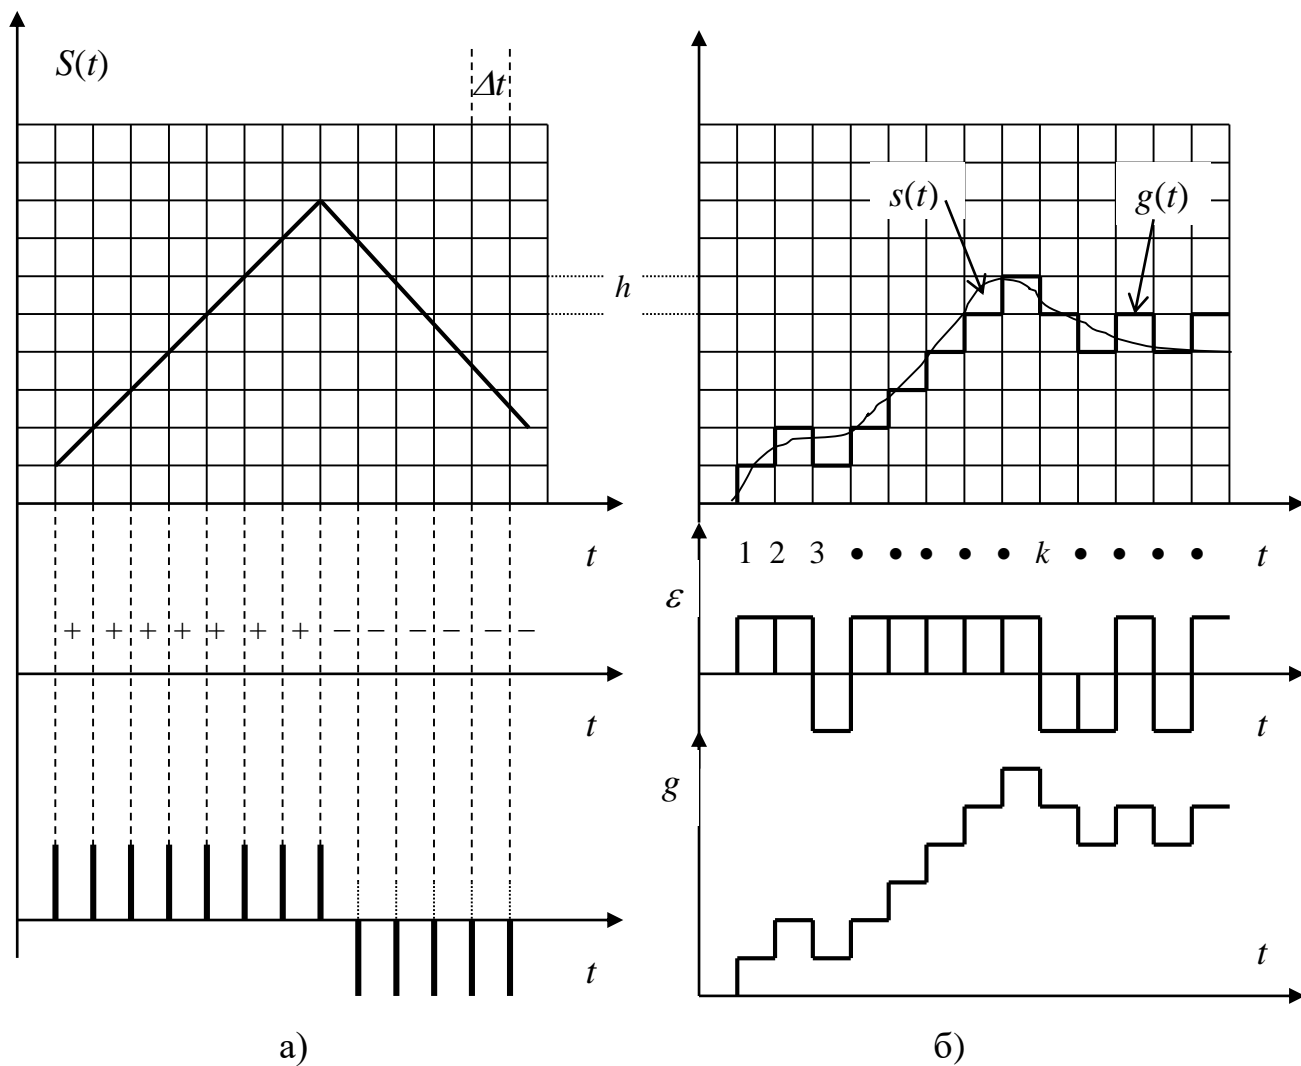 S(t)
Δt
h
s(t)
g(t)
t
1 2 3 • • • • • k • • • • t
ε
+ + + + + + + − − − − − −
t
t
g
t
t
а)
б)